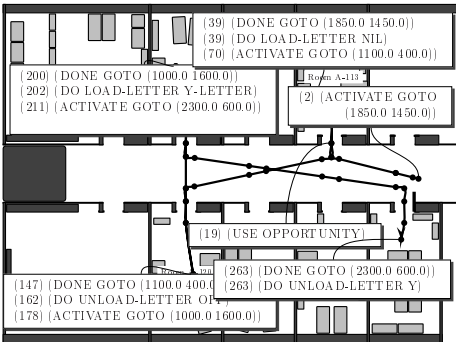 (39) (DONE GOTO (1850.0 1450.0))
(39) (DO LOAD-LETTER NIL)
(70) (ACTIVATE GOTO (1100.0 400.0))
Room A-113
(200) (DONE GOTO (1000.0 1600.0))
(202) (DO LOAD-LETTER Y-LETTER)
(211) (ACTIVATE GOTO (2300.0 600.0))
(2) (ACTIVATE GOTO
(1850.0 1450.0))
(19) (USE OPPORTUNITY)
(263) (DONE GOTO (2300.0 600.0))
(263) (DO UNLOAD-LETTER Y)
(147) (DONE GOTO (1100.0 400.0
(162) (DO UNLOAD-LETTER
(178) (ACTIVATE GOTO (1000.0 1600.0))